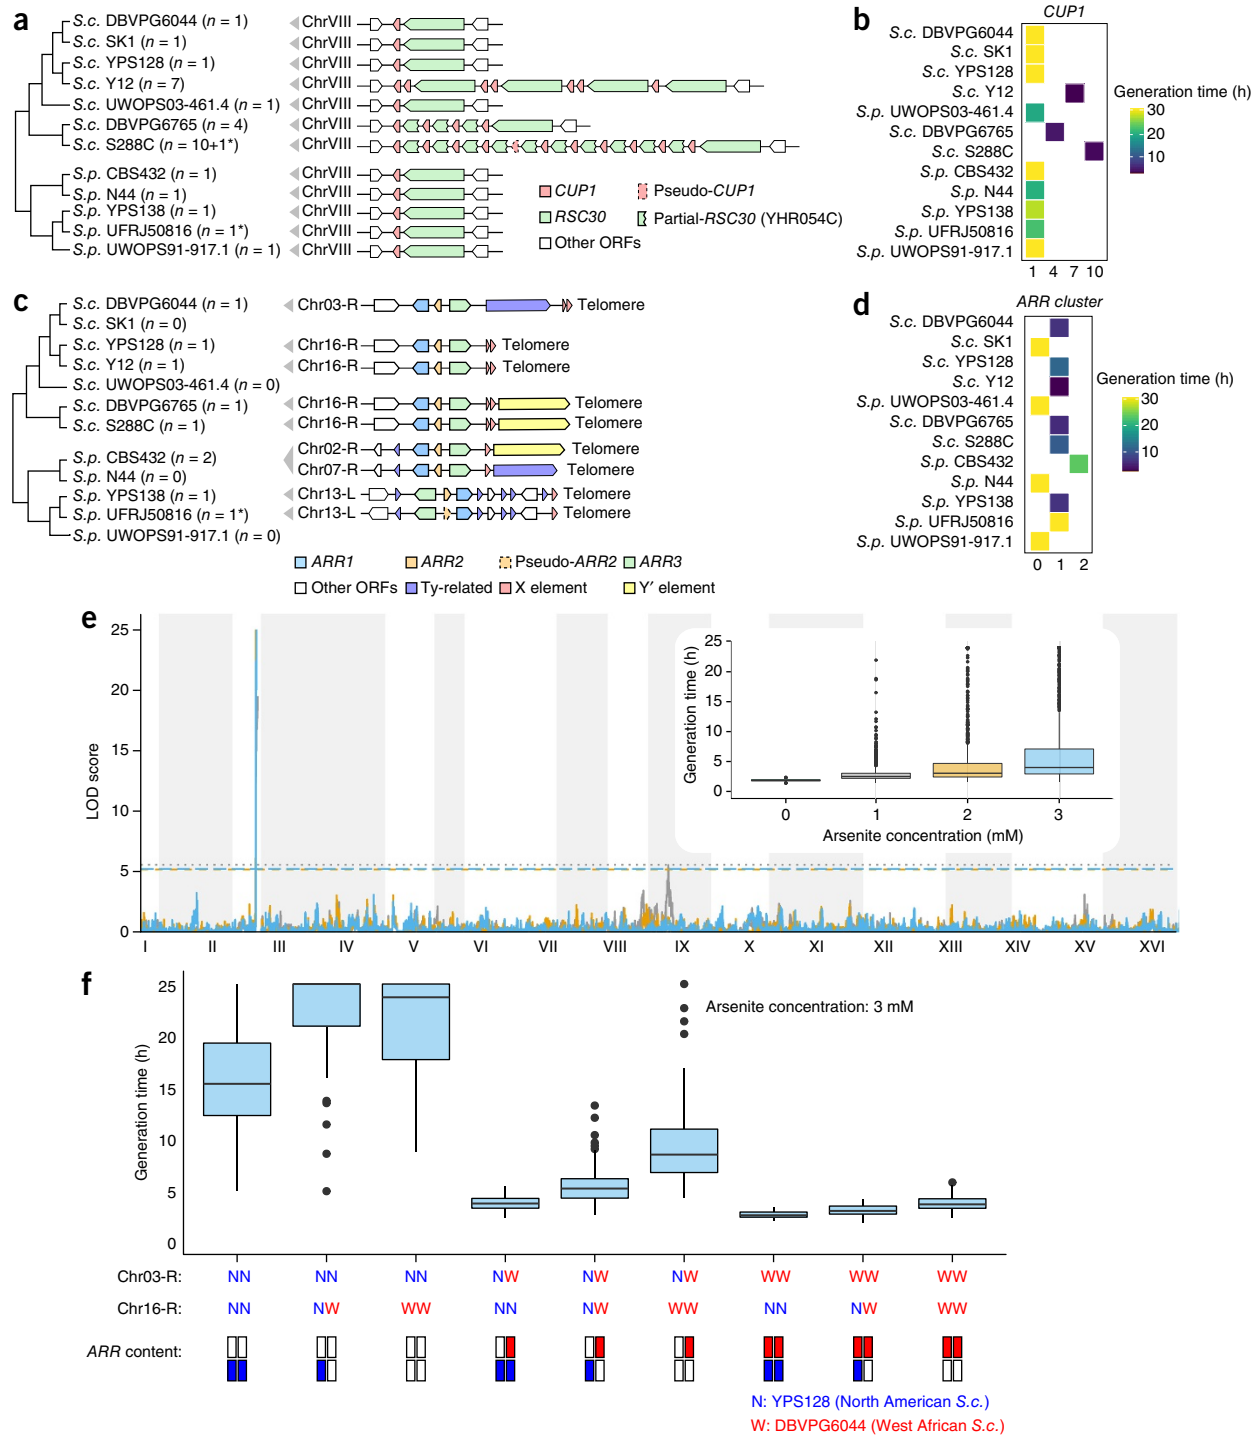 a
S.c. DBVPG6044 (n = 1)
S.c. SK1 (n = 1)
S.c. YPS128 (n = 1)
S.c. Y12 (n = 7)
S.c. UWOPS03-461.4 (n = 1)
S.c. DBVPG6765 (n = 4)
S.c. S288C (n = 10+1*)
S.p. CBS432 (n = 1)
S.p. N44 (n = 1)
S.p. YPS138 (n = 1)
S.p. UFRJ50816 (n = 1*)
S.p. UWOPS91-917.1 (n = 1)
ChrVIII
ChrVIII
ChrVIII
ChrVIII
ChrVIII
ChrVIII
ChrVIII
ChrVIII
ChrVIII
ChrVIII
ChrVIII
ChrVIII
CUP1
Pseudo-CUP1
RSC30
Partial-RSC30 (YHR054C)
Other ORFs
b
CUP1
S.c. DBVPG6044
S.c. SK1
S.c. YPS128
S.c. Y12
S.p. UWOPS03-461.4
S.c. DBVPG6765
S.c. S288C
S.p. CBS432
S.p. N44
S.p. YPS138
S.p. UFRJ50816
S.p. UWOPS91-917.1
1 4 7 10
Generation time (h)
30
20
10
c
S.c. DBVPG6044 (n = 1)
S.c. SK1 (n = 0)
S.c. YPS128 (n = 1)
S.c. Y12 (n = 1)
S.c. UWOPS03-461.4 (n = 0)
S.c. DBVPG6765 (n = 1)
S.c. S288C (n = 1)
S.p. CBS432 (n = 2)
S.p. N44 (n = 0)
S.p. YPS138 (n = 1)
S.p. UFRJ50816 (n = 1*)
S.p. UWOPS91-917.1 (n = 0)
Chr03-R Telomere
Chr16-R Telomere
Chr16-R Telomere
Chr16-R Telomere
Chr16-R Telomere
Chr02-R Telomere
Chr07-R Telomere
Chr13-L Telomere
Chr13-L Telomere
ARR1
ARR2
Pseudo-ARR2
ARR3
Other ORFs
Ty-related
X element
Y′ element
d
ARR cluster
S.c. DBVPG6044
S.c. SK1
S.c. YPS128
S.c. Y12
S.p. UWOPS03-461.4
S.c. DBVPG6765
S.c. S288C
S.p. CBS432
S.p. N44
S.p. YPS138
S.p. UFRJ50816
S.p. UWOPS91-917.1
0 1 2
Generation time (h)
30
20
10
e
LOD score
25
20
15
10
5
0
I II III IV V VI VII VIII IX X XI XII XIII XIV XV XVI
Generation time (h)
25
20
15
10
5
0
0 1 2 3
Arsenite concentration (mM)
f
Generation time (h)
25
20
15
10
5
0
Arsenite concentration: 3 mM
Chr03-R: NN NN NN NW NW NW WW WW WW
Chr16-R: NN NW WW NN NW WW NN NW WW
ARR content:
N: YPS128 (North American S.c.)
W: DBVPG6044 (West African S.c.)